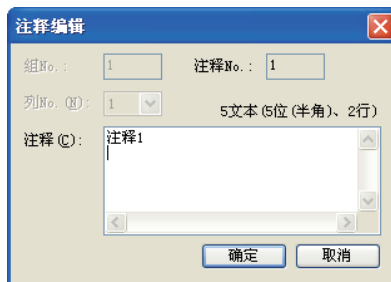 注释编辑
组No.: 1 注释No.: 1
列No.(N): 1 5文本(5位(半角)、2行)
注释(C): 注释1
确定 取消